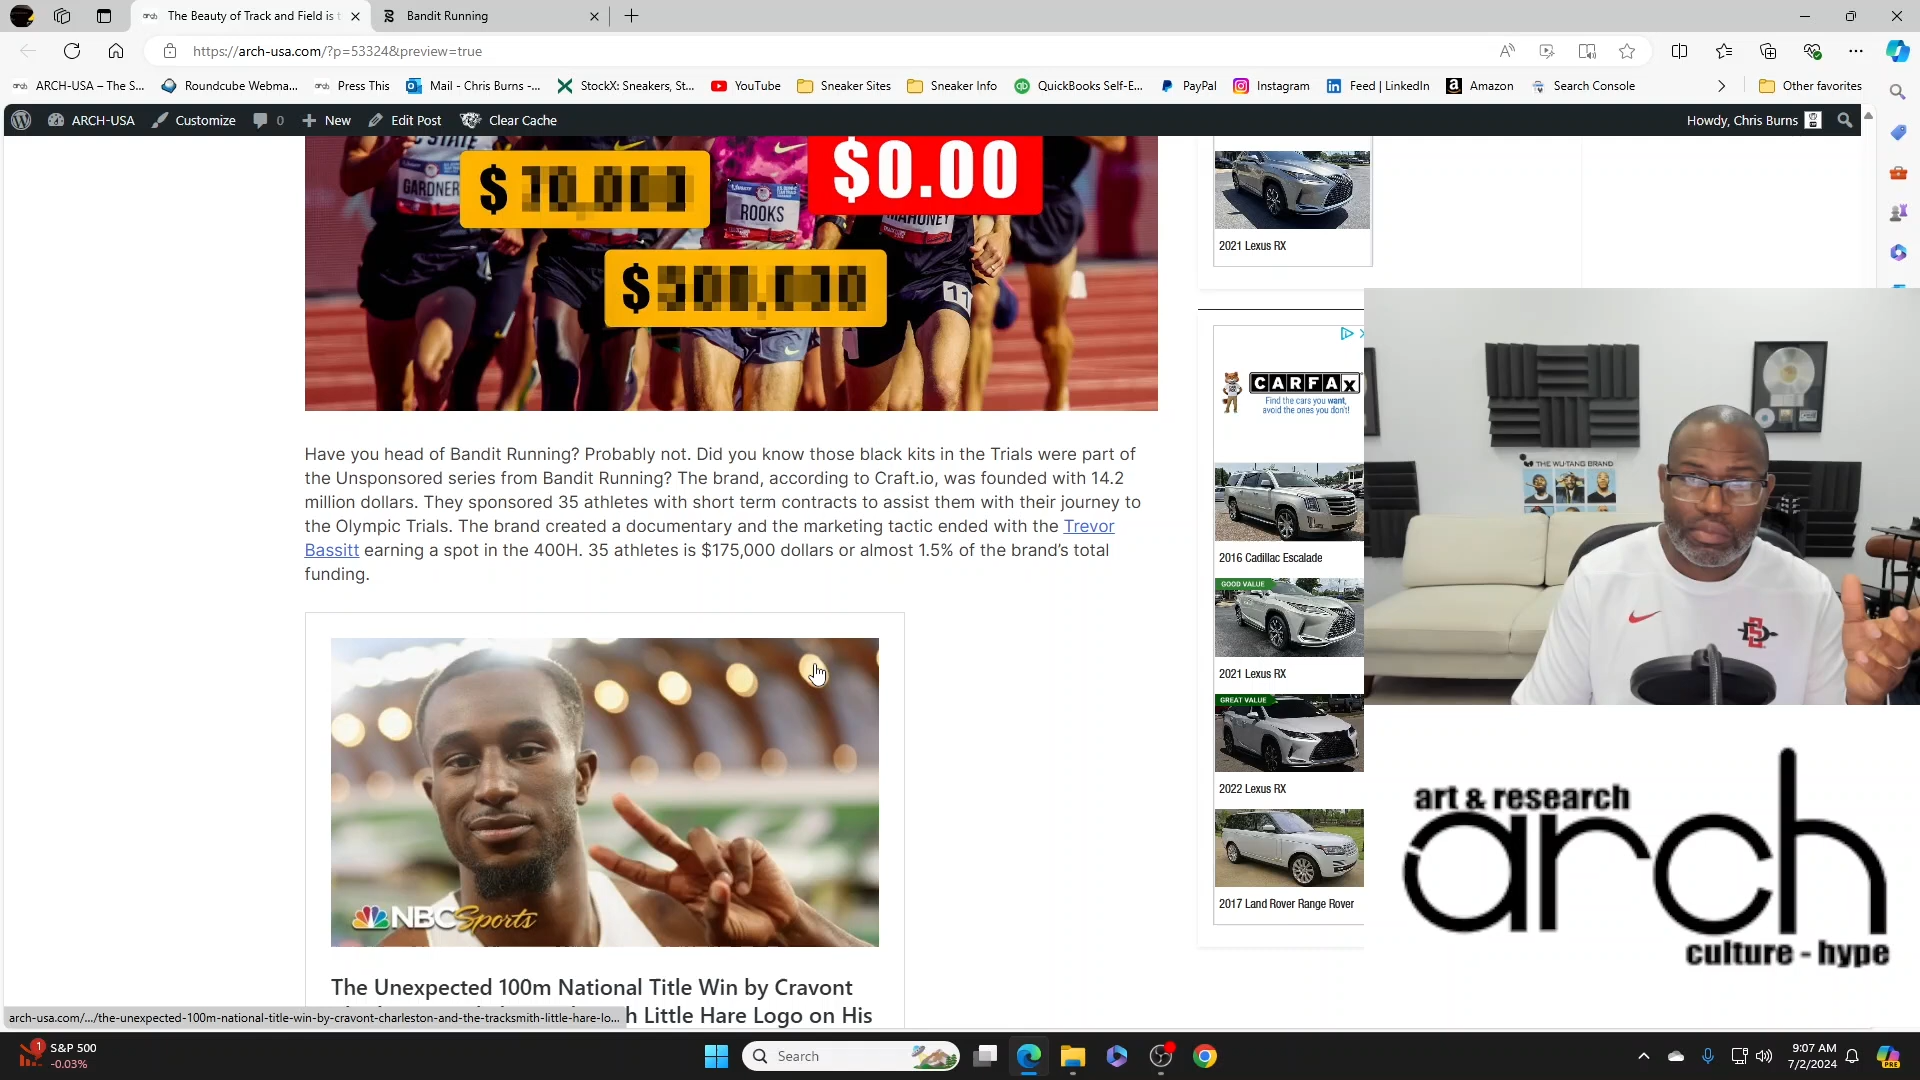 The Beauty of Track and Field is t
Bandit Running
https://arch-usa.com/?p=53324&preview=true
ARCH-USA – The S...
Roundcube Webma...
Press This
Mail - Chris Burns -...
StockX: Sneakers, St...
YouTube
Sneaker Sites
Sneaker Info
QuickBooks Self-E...
PayPal
Instagram
Feed | LinkedIn
Amazon
Search Console
Other favorites
ARCH-USA
Customize
0
New
Edit Post
Clear Cache
Howdy, Chris Burns
STATE
GARDNER
ROOKS
MAHONEY
11
$
$0.00
$
Have you head of Bandit Running? Probably not. Did you know those black kits in the Trials were part of
the Unsponsored series from Bandit Running? The brand, according to Craft.io, was founded with 14.2
million dollars. They sponsored 35 athletes with short term contracts to assist them with their journey to
the Olympic Trials. The brand created a documentary and the marketing tactic ended with the Trevor
Bassitt earning a spot in the 400H. 35 athletes is $175,000 dollars or almost 1.5% of the brand's total
funding.
NBC Sports
The Unexpected 100m National Title Win by Cravont
h Little Hare Logo on His
2021 Lexus RX
CARFAX
Find the cars you want,
avoid the ones you don't!
2016 Cadillac Escalade
GOOD VALUE
2021 Lexus RX
GREAT VALUE
2022 Lexus RX
2017 Land Rover Range Rover
THE WU-TANG BRAND
SD
art & research
arch
culture - hype
arch-usa.com/.../the-unexpected-100m-national-title-win-by-cravont-charleston-and-the-tracksmith-little-hare-lo...
1
S&P 500
-0.03%
Search
9:07 AM
7/2/2024
PRE